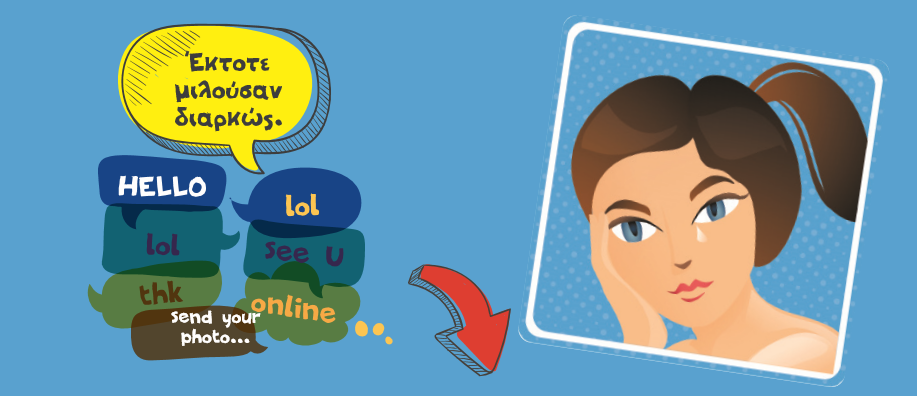 Έκτοτε
μιλούσαν
διαρκώς.
HELLO
lol
lol
see U
thk
online
send your
photo...